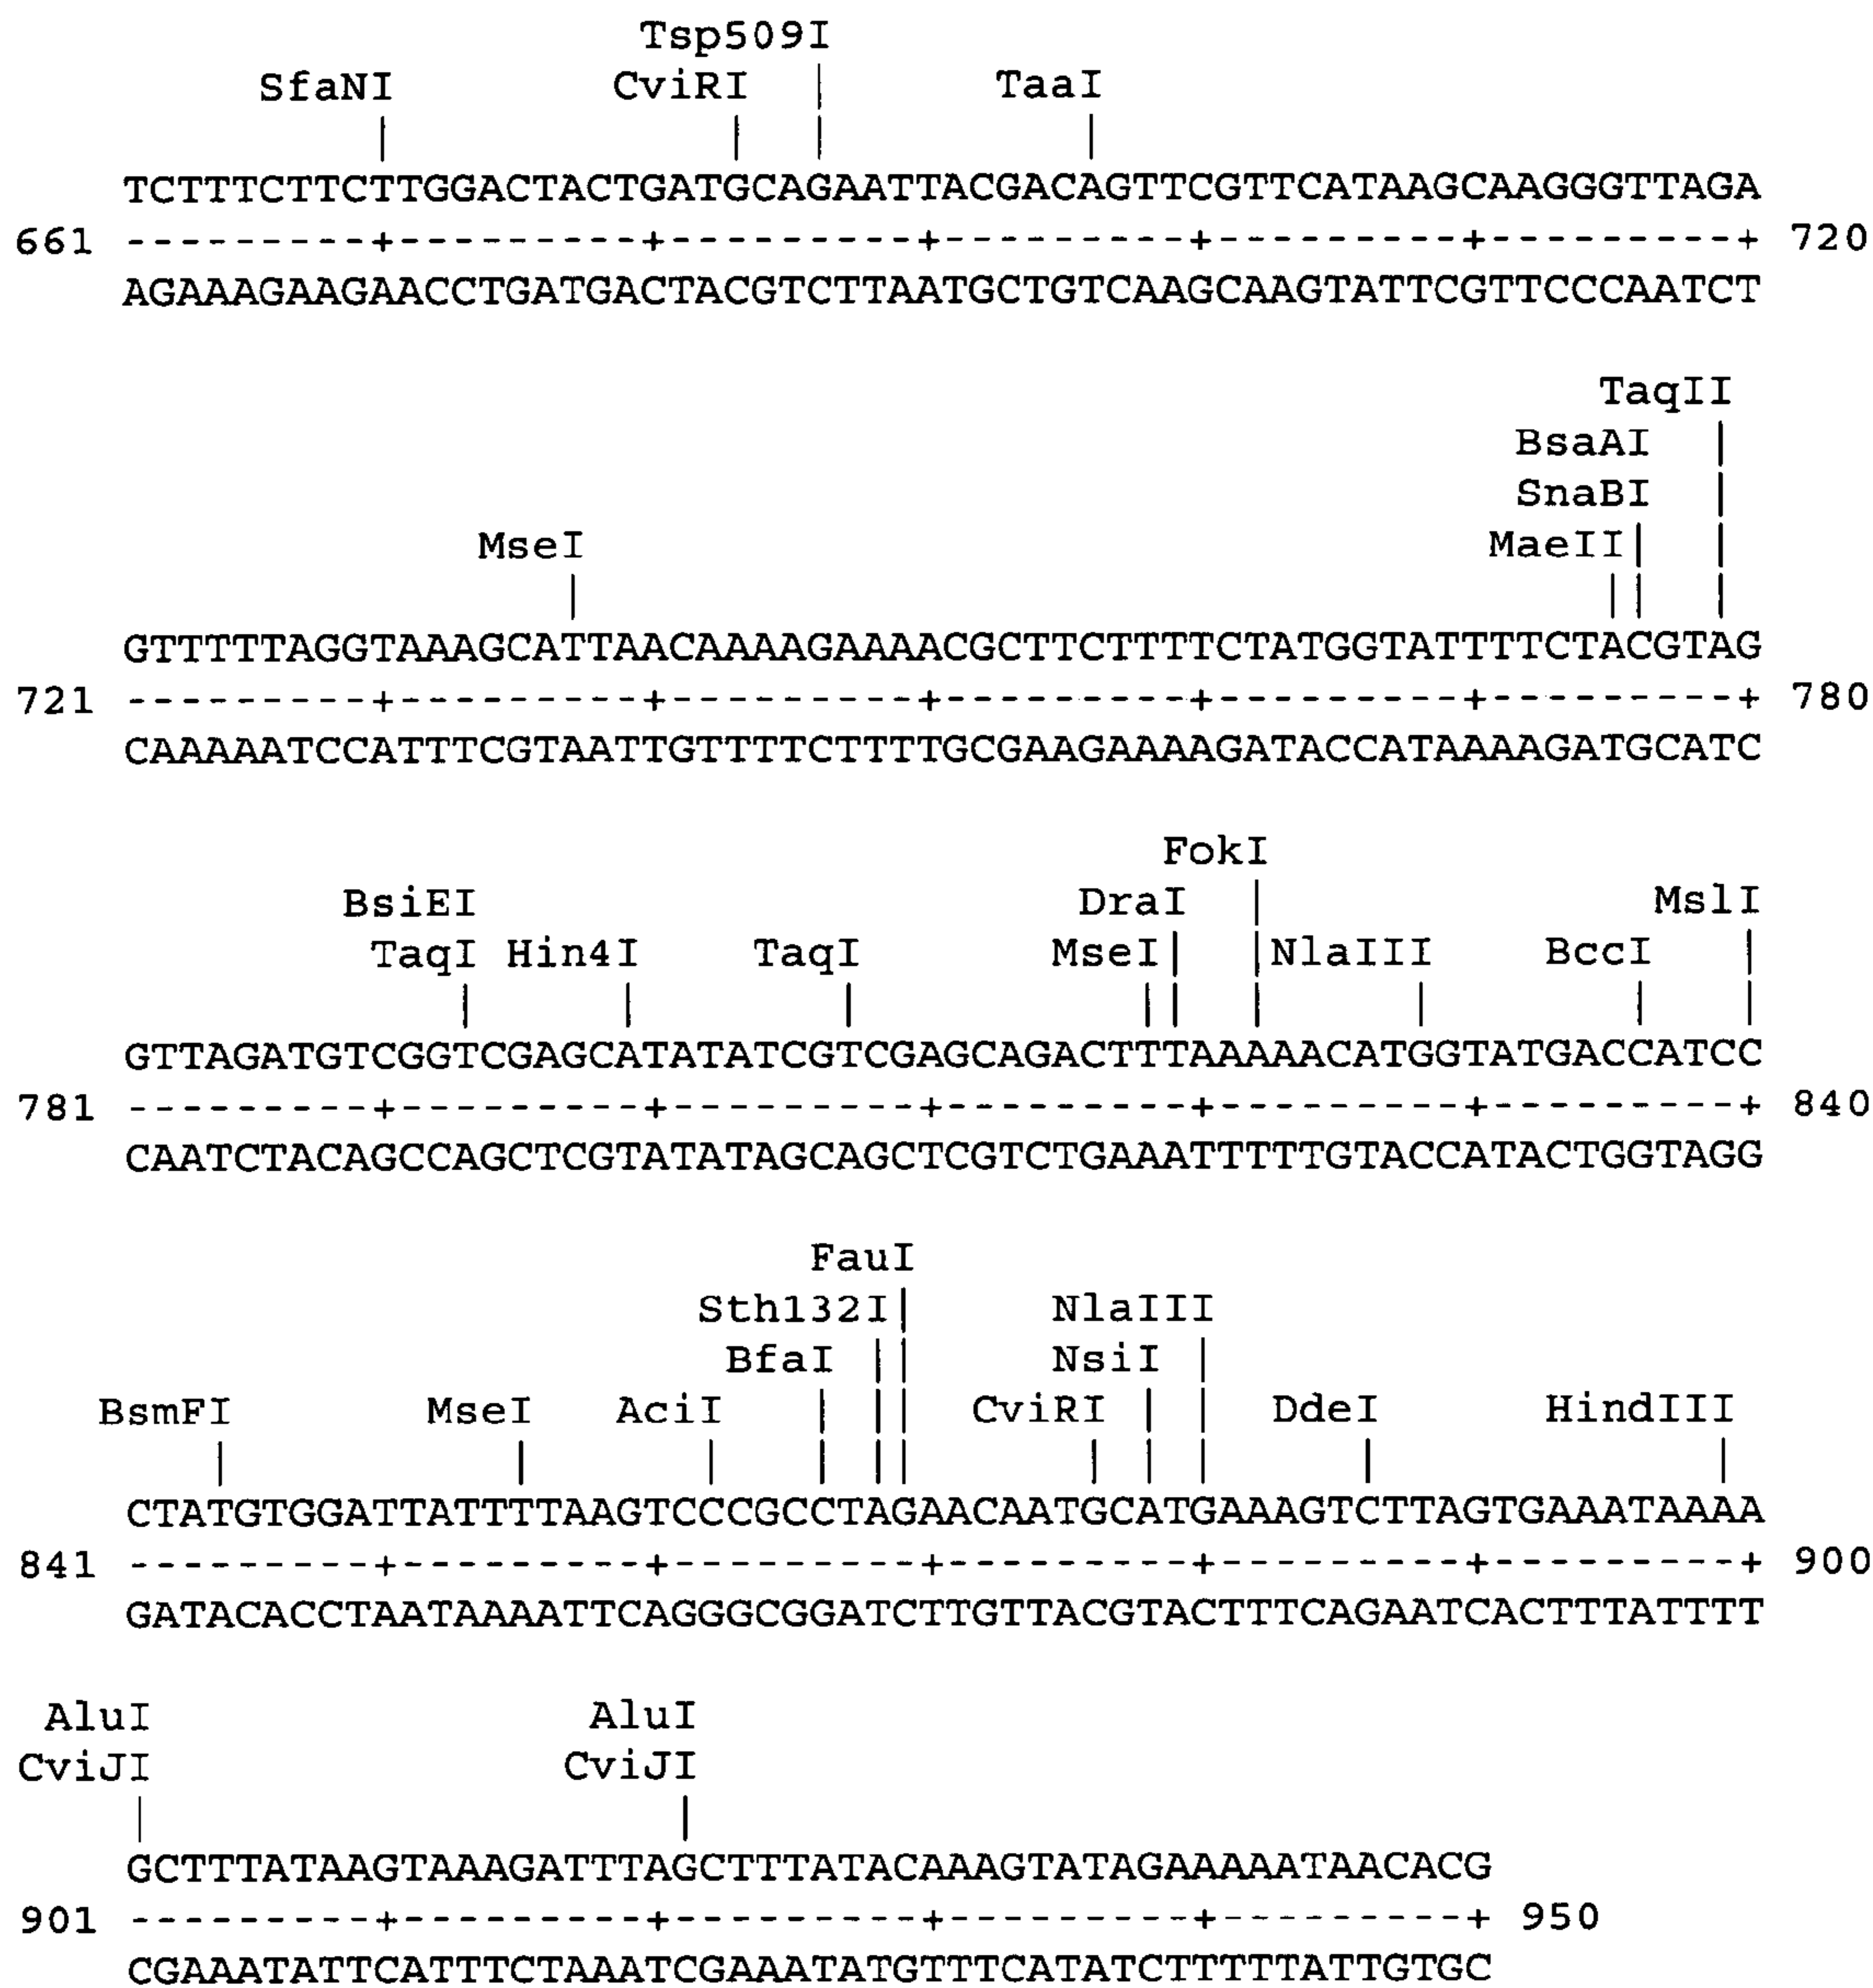 Tsp509I
SfaNI CviRI TaaI
TCTTTCTTCTTGGACTACTGATGCAGAATTACGACAGTTCGTTCATAAGCAAGGGTTAGA
661 ---------+---------+---------+---------+---------+---------+ 720
AGAAAGAAGAACCTGATGACTACGTCTTAATGCTGTCAAGCAAGTATTCGTTCCCAATCT
TaqII
BsaAI
SnaBI
MseI MaeII
GTTTTTAGGTAAAGCATTAACAAAAGAAAACGCTTCTTTTCTATGGTATTTTCTACGTAG
721 ---------+---------+---------+---------+---------+---------+ 780
CAAAAATCCATTTCGTAATTGTTTTCTTTTGCGAAGAAAAGATACCATAAAAGATGCATC
FokI
BsiEI DraI MslI
TaqI Hin4I TaqI MseI NlaIII BccI
GTTAGATGTCGGTCGAGCATATATCGTCGAGCAGACTTTAAAAACATGGTATGACCATCC
781 ---------+---------+---------+---------+---------+---------+ 840
CAATCTACAGCCAGCTCGTATATAGCAGCTCGTCTGAAATTTTTGTACCATACTGGTAGG
FauI
Sth132I NlaIII
BfaI NsiI
BsmFI MseI AciI CviRI DdeI HindIII
CTATGTGGATTATTTTAAGTCCCGCCTAGAACAATGCATGAAAGTCTTAGTGAAATAAAA
841 ---------+---------+---------+---------+---------+---------+ 900
GATACACCTAATAAAATTCAGGGCGGATCTTGTTACGTACTTTCAGAATCACTTTATTTT
AluI AluI
CviJI CviJI
GCTTTATAAGTAAAGATTTAGCTTTATACAAAGTATAGAAAAATAACACG
901 ---------+---------+---------+---------+---------+ 950
CGAAATATTCATTTCTAAATCGAAATATGTTTCATATCTTTTTATTGTGC